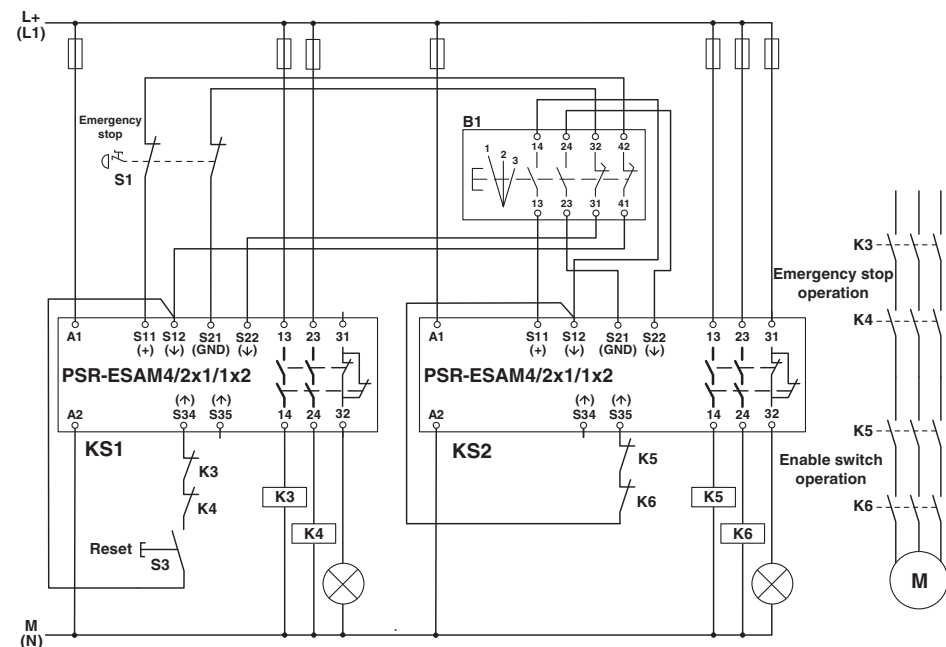 L+
(L1)
Emergency
stop
S1
B1
14 24 32 42
1 2 3
13 23 31 41
K3
Emergency stop
operation
K4
A1 S11 S12 S21 S22 13 23 31
(+) (↓) (GND) (↓)
PSR-ESAM4/2x1/1x2
(↑) (↑)
A2 S34 S35 14 24 32
KS1
A1 S11 S12 S21 S22 13 23 31
(+) (↓) (GND) (↓)
PSR-ESAM4/2x1/1x2
(↑) (↑)
A2 S34 S35 14 24 32
KS2
K3
K4
Reset
S3
K3
K4
K5
K6
K5
K6
K5
Enable switch
operation
K6
M
M
(N)